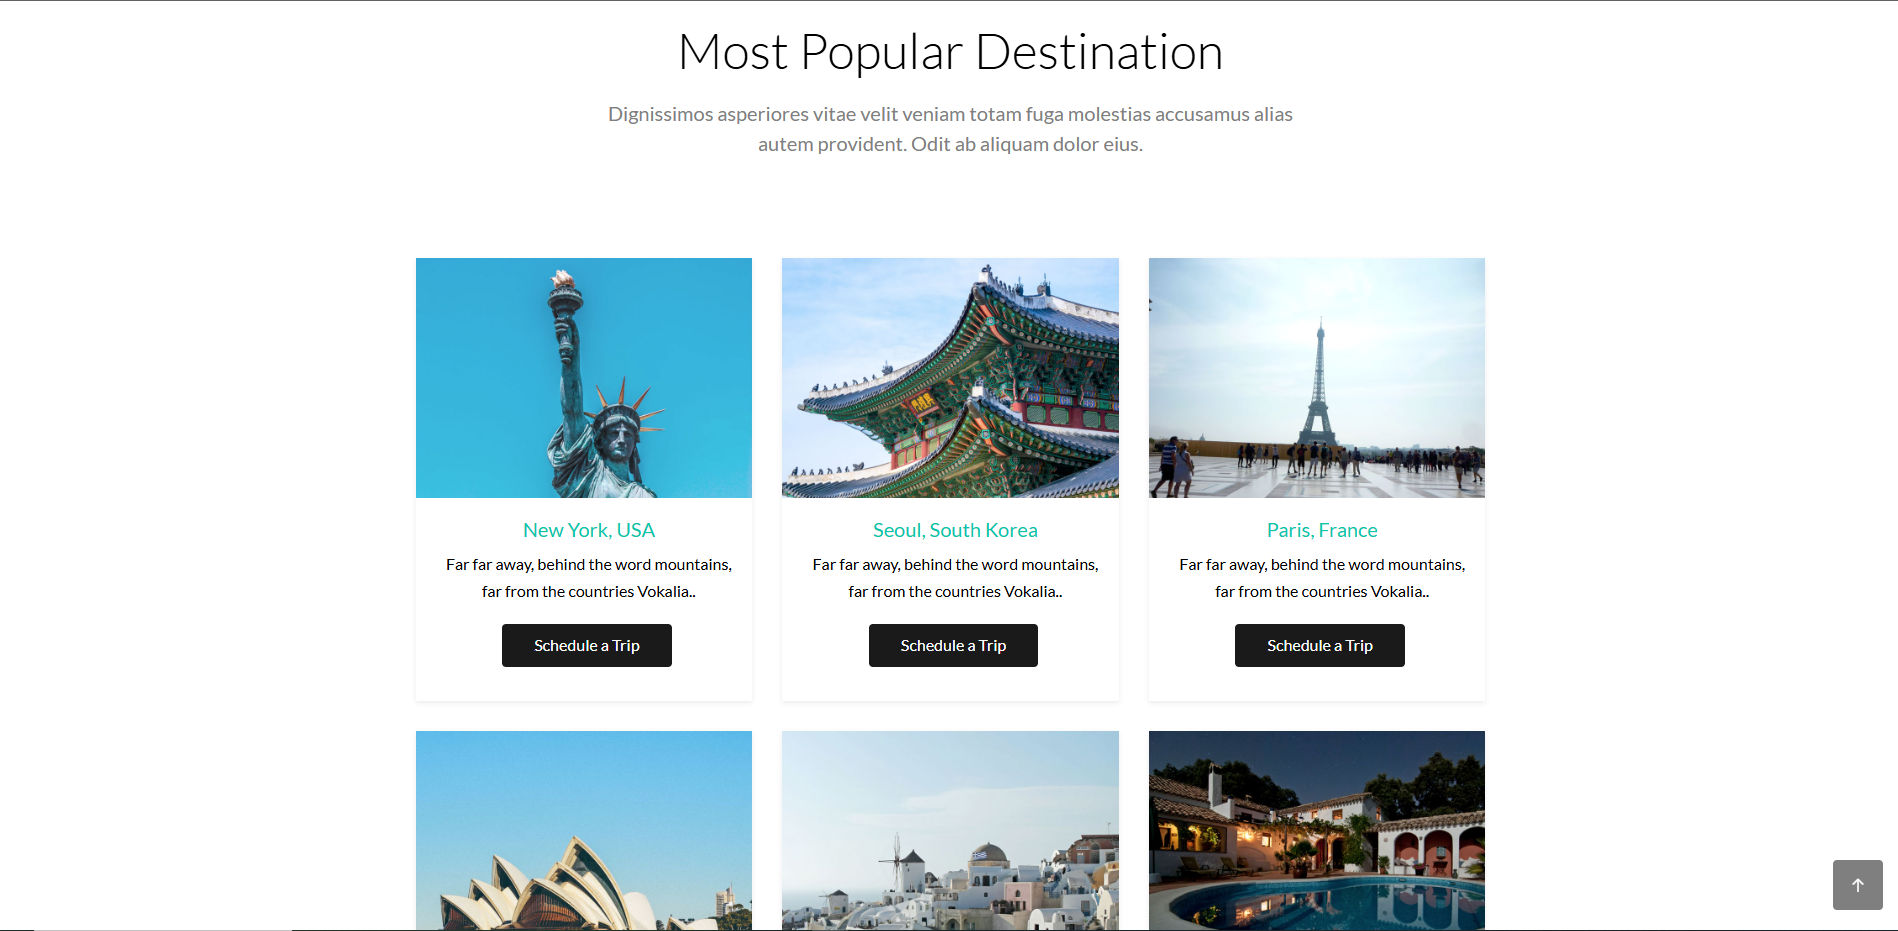 Most Popular Destination
Dignissimos asperiores vitae velit veniam totam fuga molestias accusamus alias
autem provident. Odit ab aliquam dolor eius.
New York, USA
Far far away, behind the word mountains,
far from the countries Vokalia..
Schedule a Trip
Seoul, South Korea
Far far away, behind the word mountains,
far from the countries Vokalia..
Schedule a Trip
Paris, France
Far far away, behind the word mountains,
far from the countries Vokalia..
Schedule a Trip